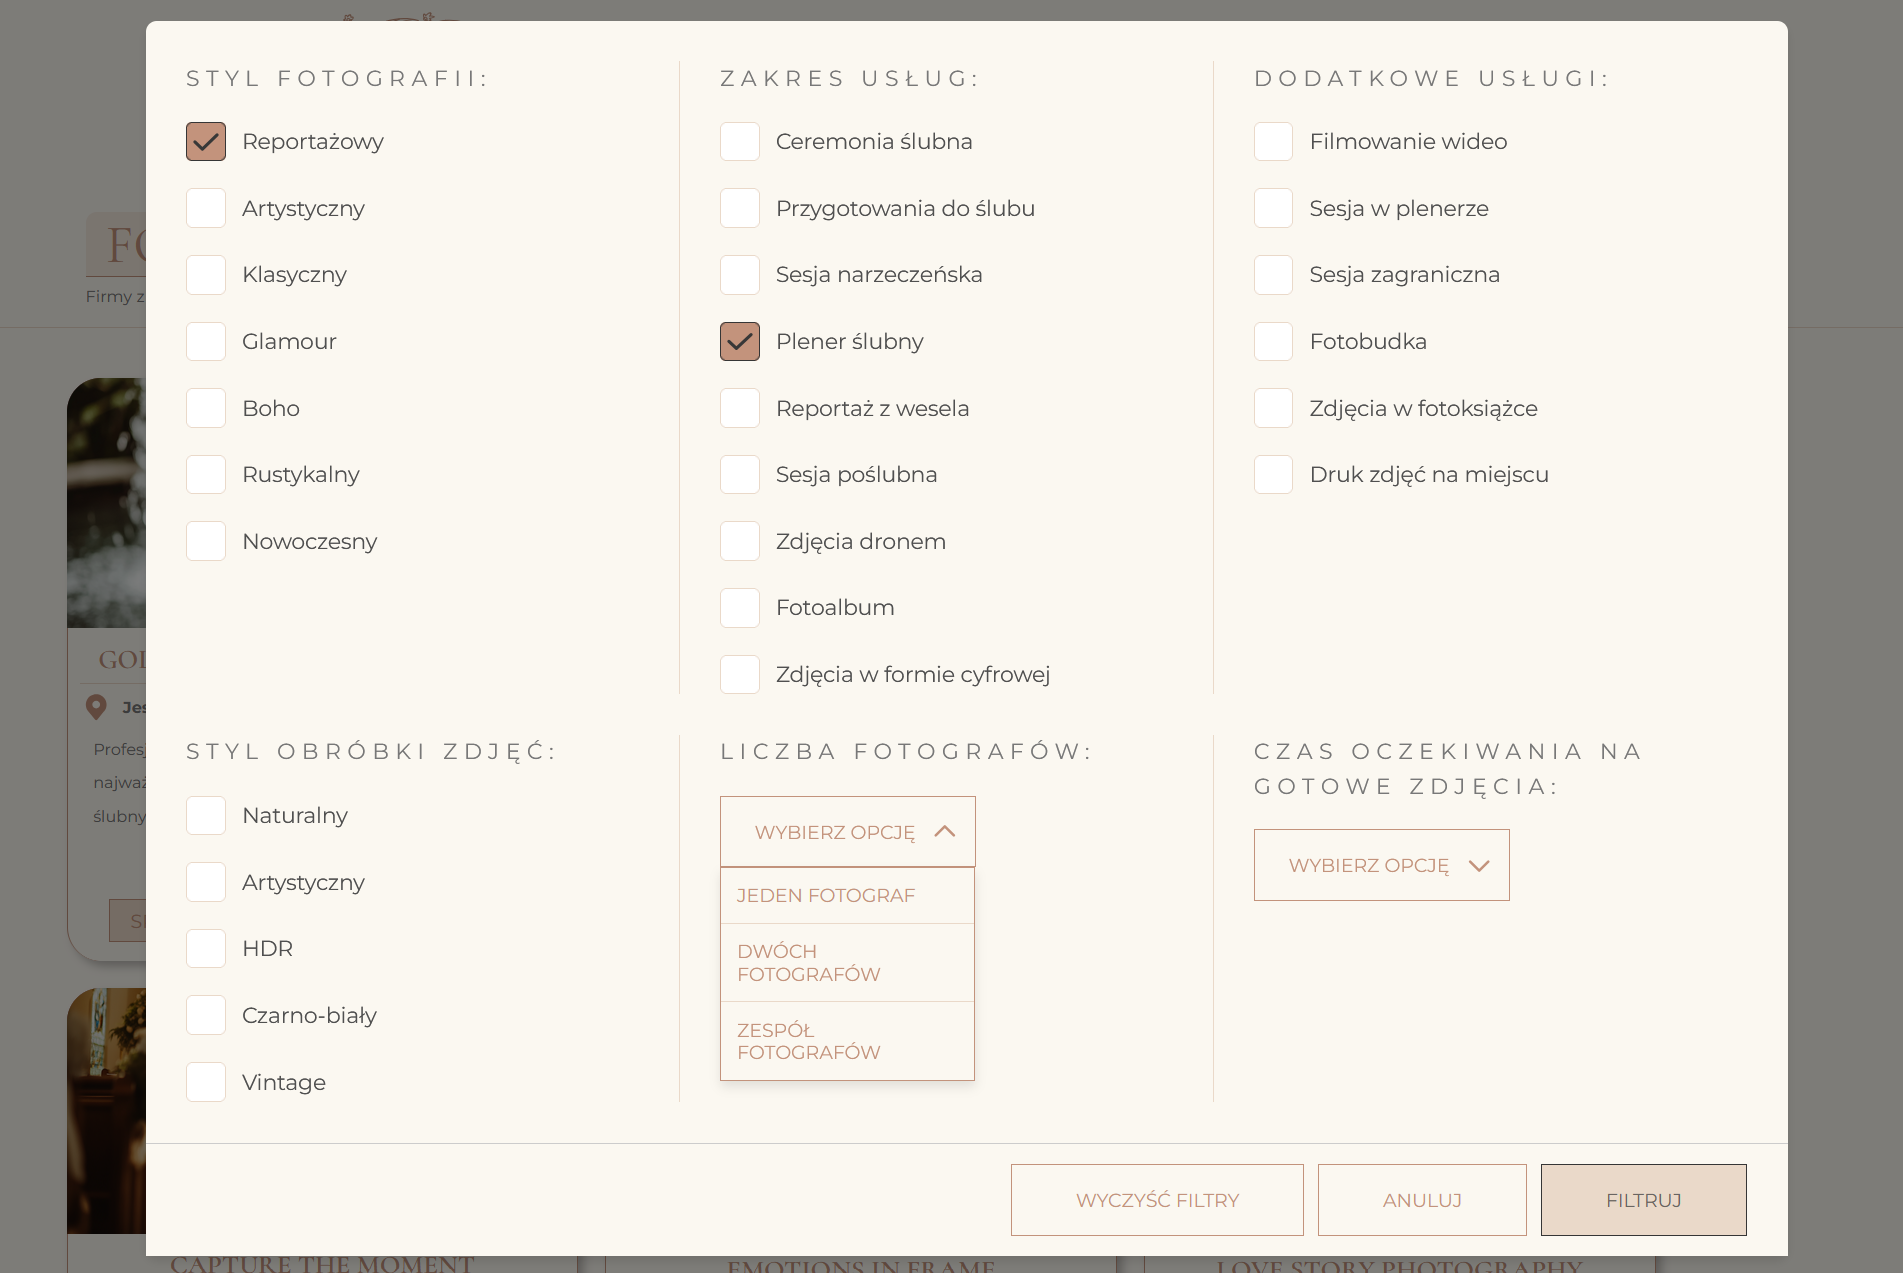 STYL FOTOGRAFII:
Reportażowy
Artystyczny
Klasyczny
Glamour
Boho
Rustykalny
Nowoczesny
ZAKRES USŁUG:
Ceremonia ślubna
Przygotowania do ślubu
Sesja narzeczeńska
Plener ślubny
Reportaż z wesela
Sesja poślubna
Zdjęcia dronem
Fotoalbum
Zdjęcia w formie cyfrowej
DODATKOWE USŁUGI:
Filmowanie wideo
Sesja w plenerze
Sesja zagraniczna
Fotobudka
Zdjęcia w fotoksiążce
Druk zdjęć na miejscu
STYL OBRÓBKI ZDJĘĆ:
Naturalny
Artystyczny
HDR
Czarno-biały
Vintage
LICZBA FOTOGRAFÓW:
WYBIERZ OPCJĘ
JEDEN FOTOGRAF
DWÓCH
FOTOGRAFÓW
ZESPÓŁ
FOTOGRAFÓW
CZAS OCZEKIWANIA NA
GOTOWE ZDJĘCIA:
WYBIERZ OPCJĘ
WYCZYŚĆ FILTRY
ANULUJ
FILTRUJ
Firmy z
CAPTURE THE MOMENT
EMOTIONS IN FRAME
LOVE STORY PHOTOGRAPHY